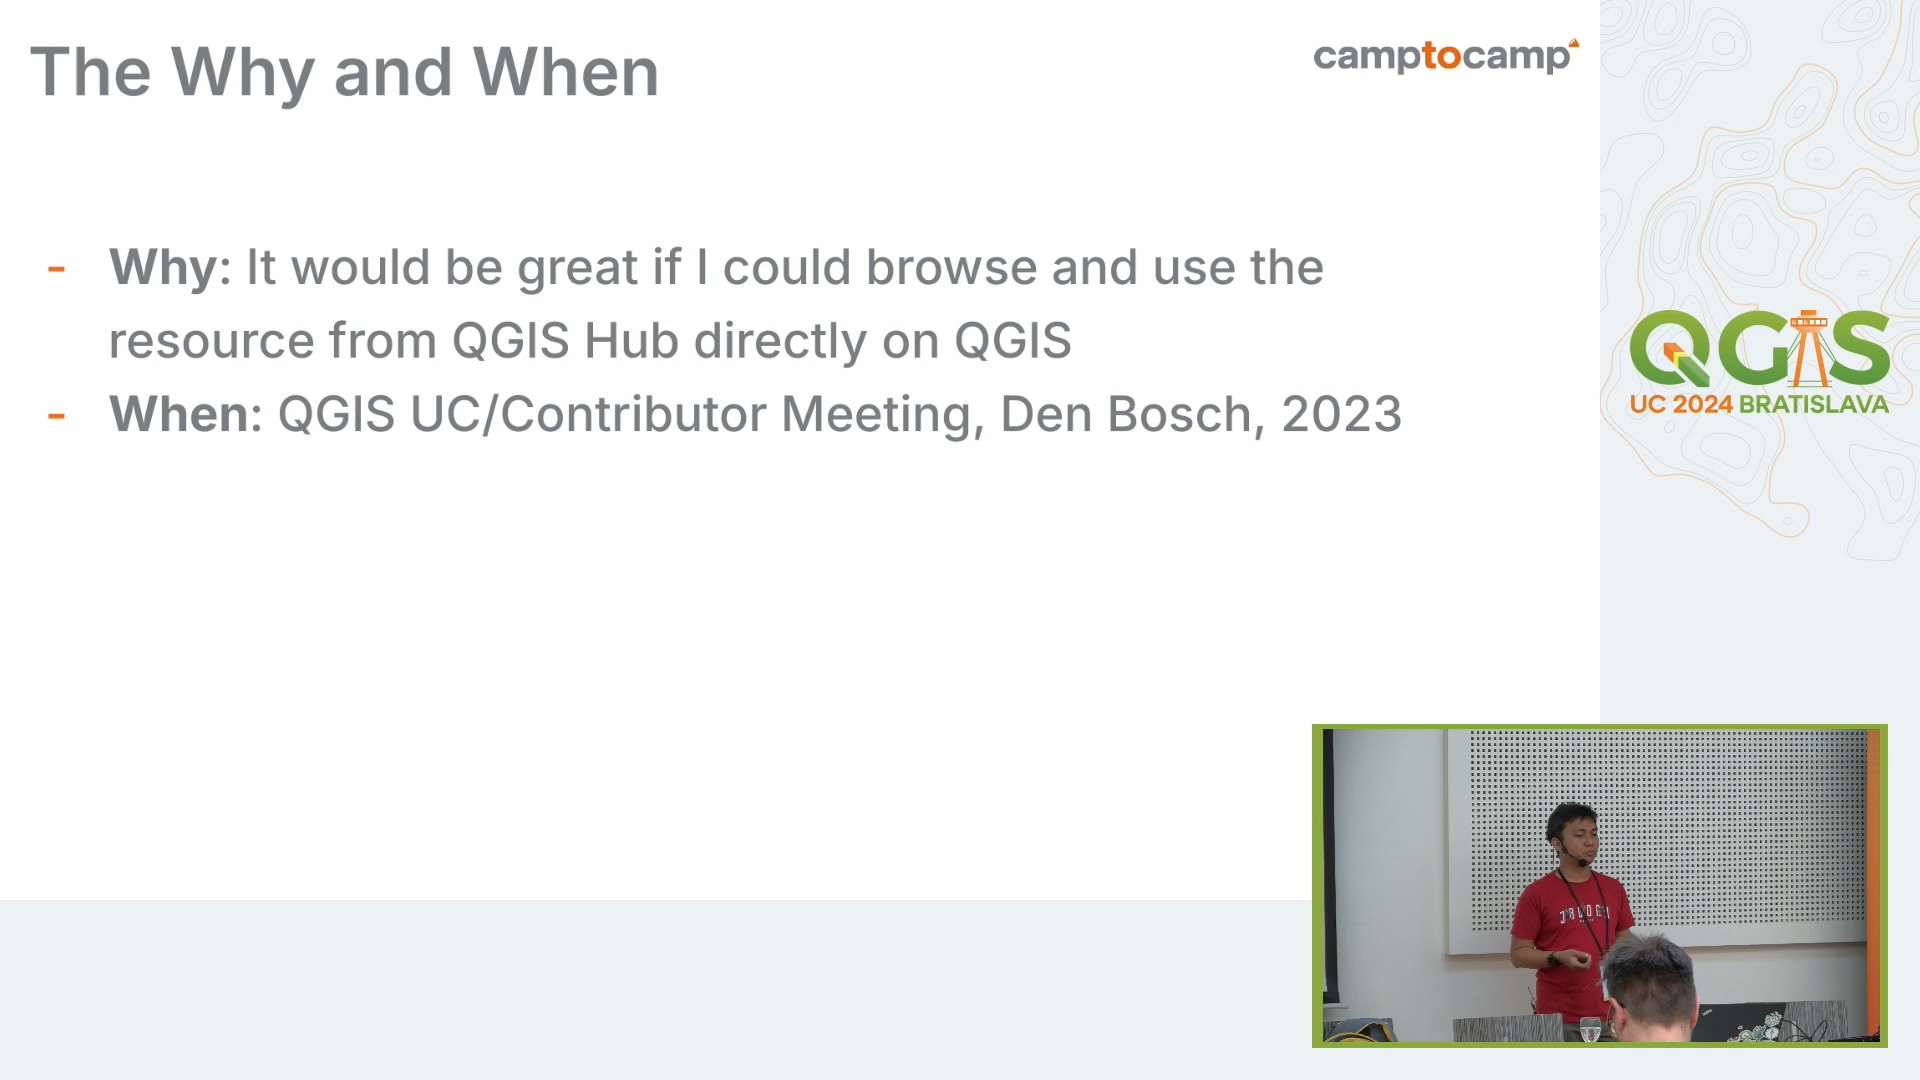 The Why and When
camptocamp
- Why: It would be great if I could browse and use the
resource from QGIS Hub directly on QGIS
- When: QGIS UC/Contributor Meeting, Den Bosch, 2023
QGIS
UC 2024 BRATISLAVA